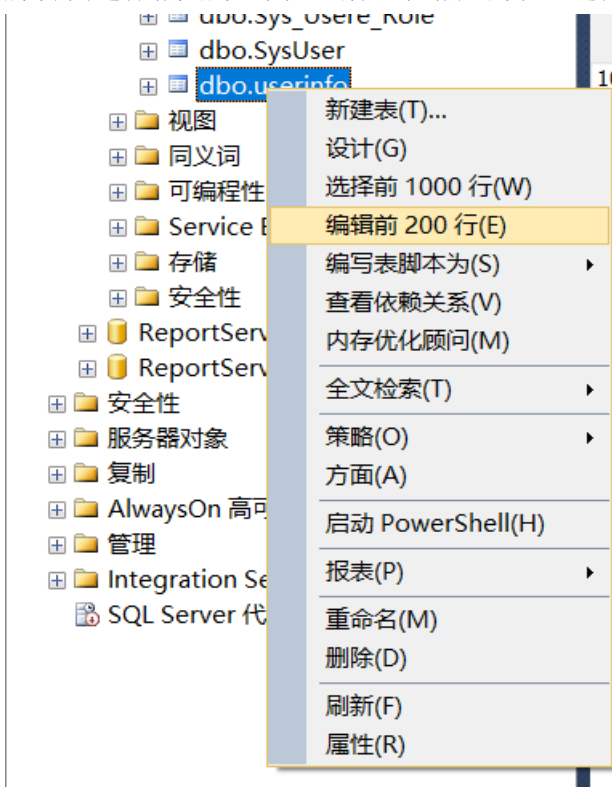 dbo.Sys_Usere_Role
dbo.SysUser
dbo.userinfo
视图
同义词
可编程性
Service
存储
安全性
ReportServ
ReportServ
安全性
服务器对象
复制
AlwaysOn 高可
管理
Integration Se
SQL Server 代
新建表(T)...
设计(G)
选择前 1000 行(W)
编辑前 200 行(E)
编写表脚本为(S)
查看依赖关系(V)
内存优化顾问(M)
全文检索(T)
策略(O)
方面(A)
启动 PowerShell(H)
报表(P)
重命名(M)
删除(D)
刷新(F)
属性(R)